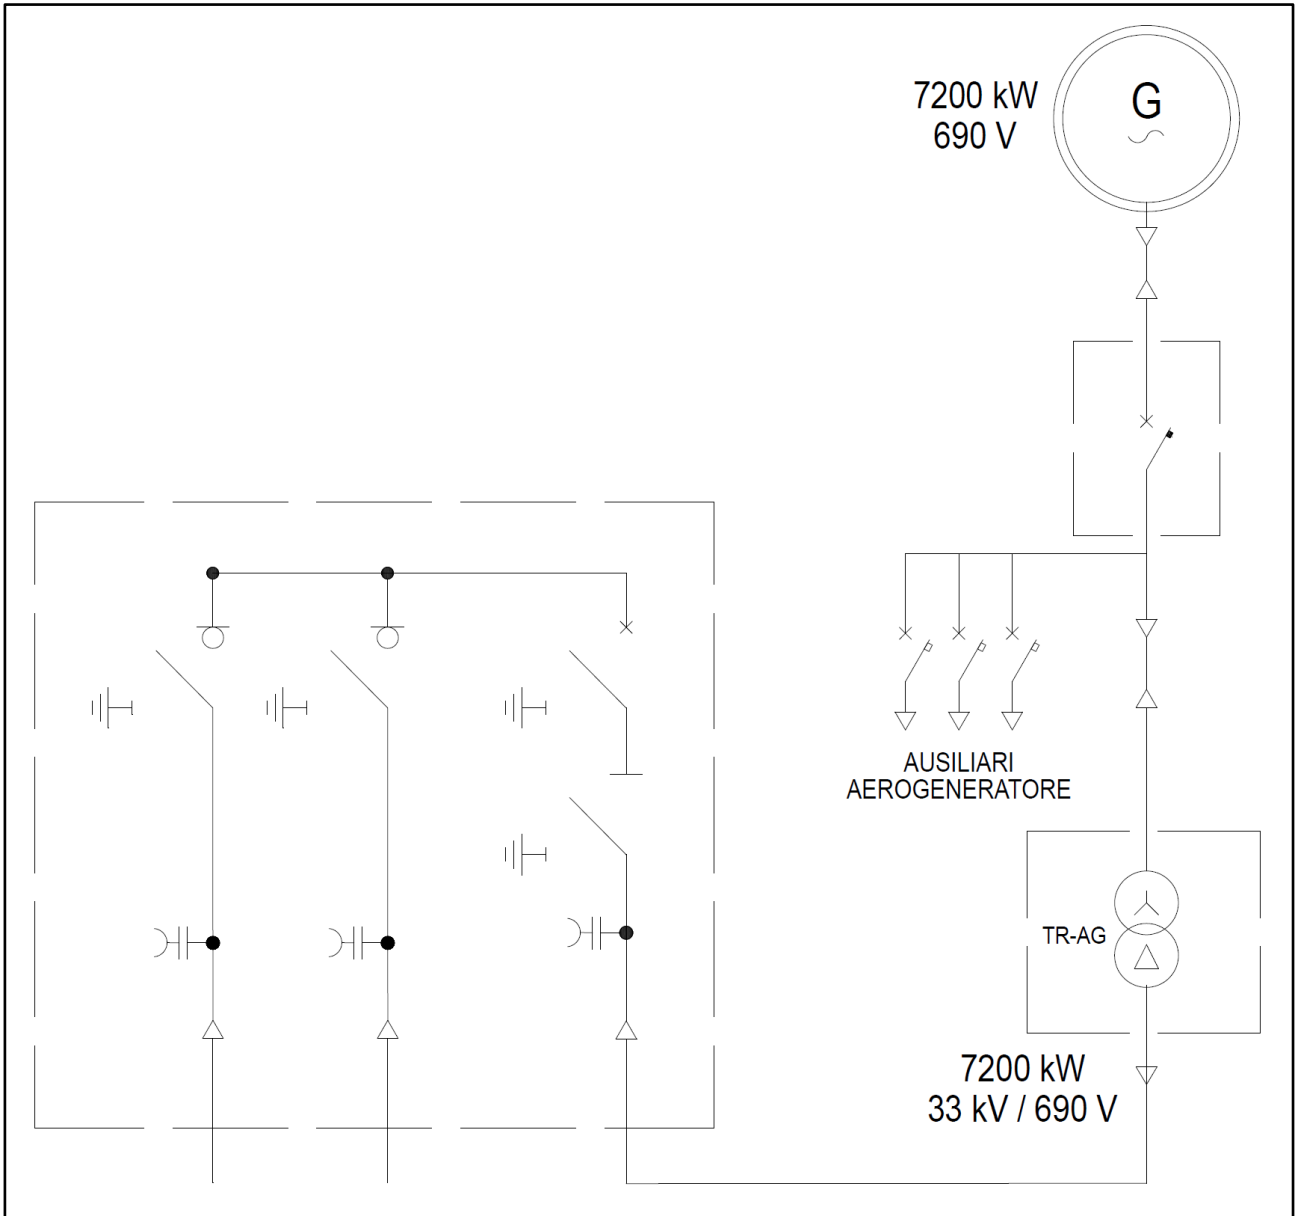 7200 kW
690 V
G
AUSILIARI
AEROGENERATORE
TR-AG
7200 kW
33 kV / 690 V